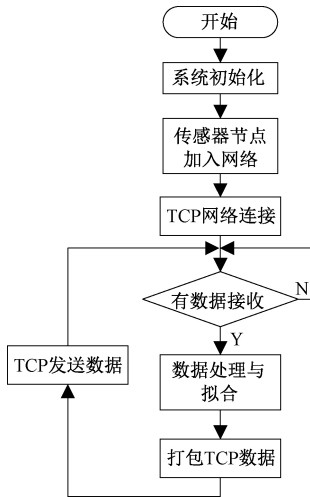 开始
系统初始化
传感器节点
加入网络
TCP网络连接
有数据接收
N
Y
TCP发送数据
数据处理与
拟合
打包TCP数据